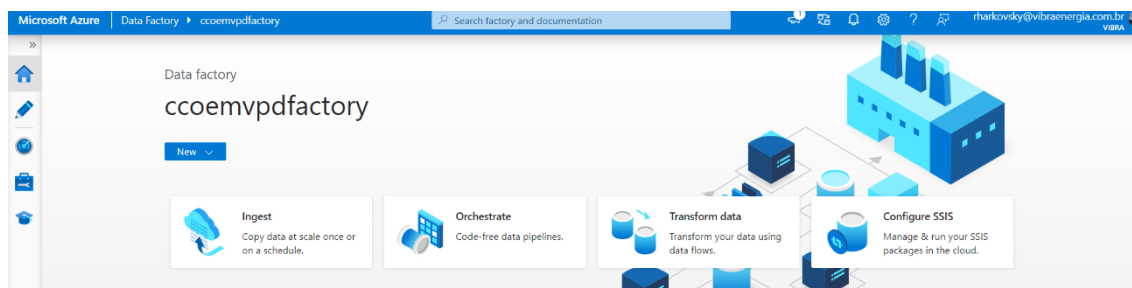 Microsoft Azure Data Factory ccoemvpdfactory Search factory and documentation 1 ? rharkovsky@vibraenergia.com.br
VIBRA
»
Data factory
ccoemvpdfactory
New
Ingest
Copy data at scale once or
on a schedule.
Orchestrate
Code-free data pipelines.
Transform data
Transform your data using
data flows.
Configure SSIS
Manage & run your SSIS
packages in the cloud.